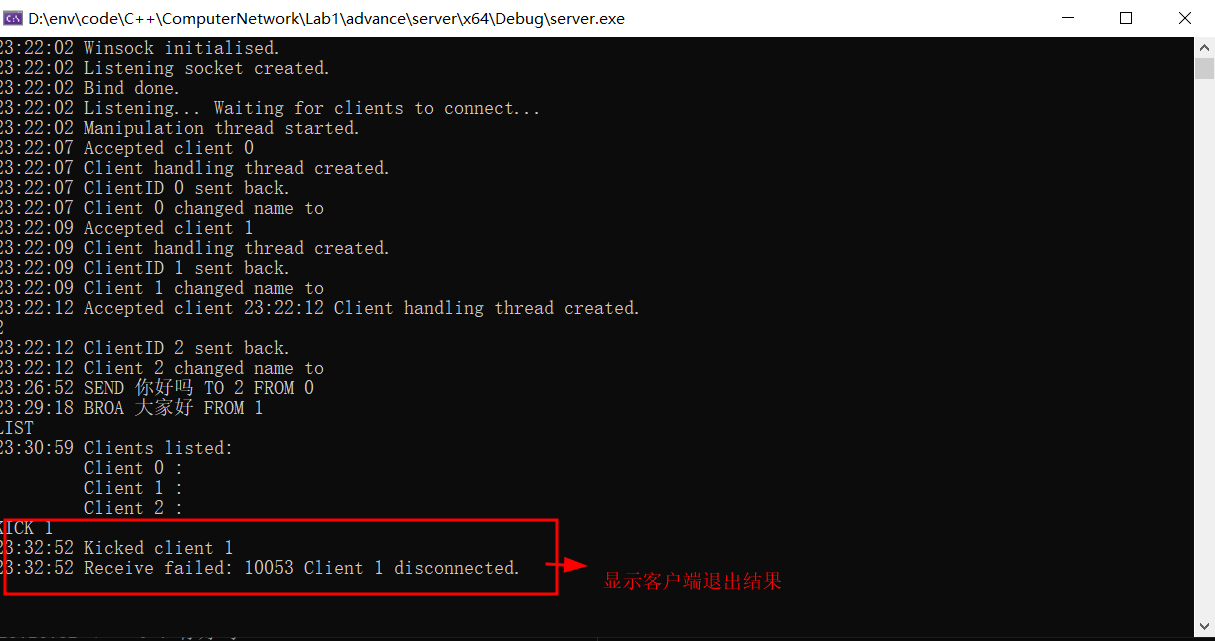 D:\env\code\C++\ComputerNetwork\Lab1\advance\server\x64\Debug\server.exe
23:22:02 Winsock initialised.
23:22:02 Listening socket created.
23:22:02 Bind done.
23:22:02 Listening... Waiting for clients to connect...
23:22:02 Manipulation thread started.
23:22:07 Accepted client 0
23:22:07 Client handling thread created.
23:22:07 ClientID 0 sent back.
23:22:07 Client 0 changed name to
23:22:09 Accepted client 1
23:22:09 Client handling thread created.
23:22:09 ClientID 1 sent back.
23:22:09 Client 1 changed name to
23:22:12 Accepted client 23:22:12 Client handling thread created.
2
23:22:12 ClientID 2 sent back.
23:22:12 Client 2 changed name to
23:26:52 SEND 你好吗 TO 2 FROM 0
23:29:18 BROA 大家好 FROM 1
LIST
23:30:59 Clients listed:
Client 0 :
Client 1 :
Client 2 :
KICK 1
23:32:52 Kicked client 1
23:32:52 Receive failed: 10053 Client 1 disconnected.
显示客户端退出结果